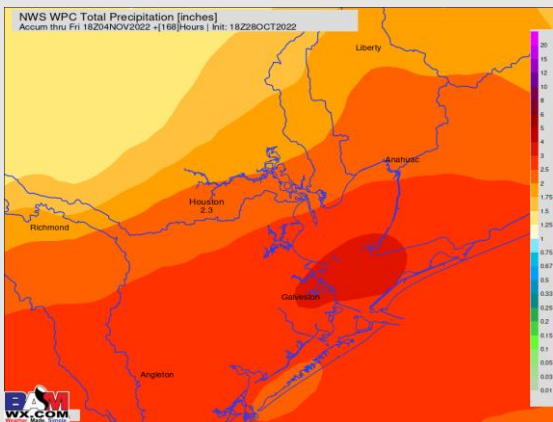 NWS WPC Total Precipitation [inches]
Accum thru Fri 18Z04NOV2022 +[168]Hours | Init: 18Z28OCT2022
Liberty
Anahuac
Houston
2.3
Richmond
Galveston
Angleton
20
15
12
10
8
6
5
4
3
2.5
2
1.75
1.5
1.25
1
0.75
0.67
0.5
0.33
0.25
0.2
0.15
0.1
0.05
0.03
0.01
BAM
WX.COM
Weather Made Simple